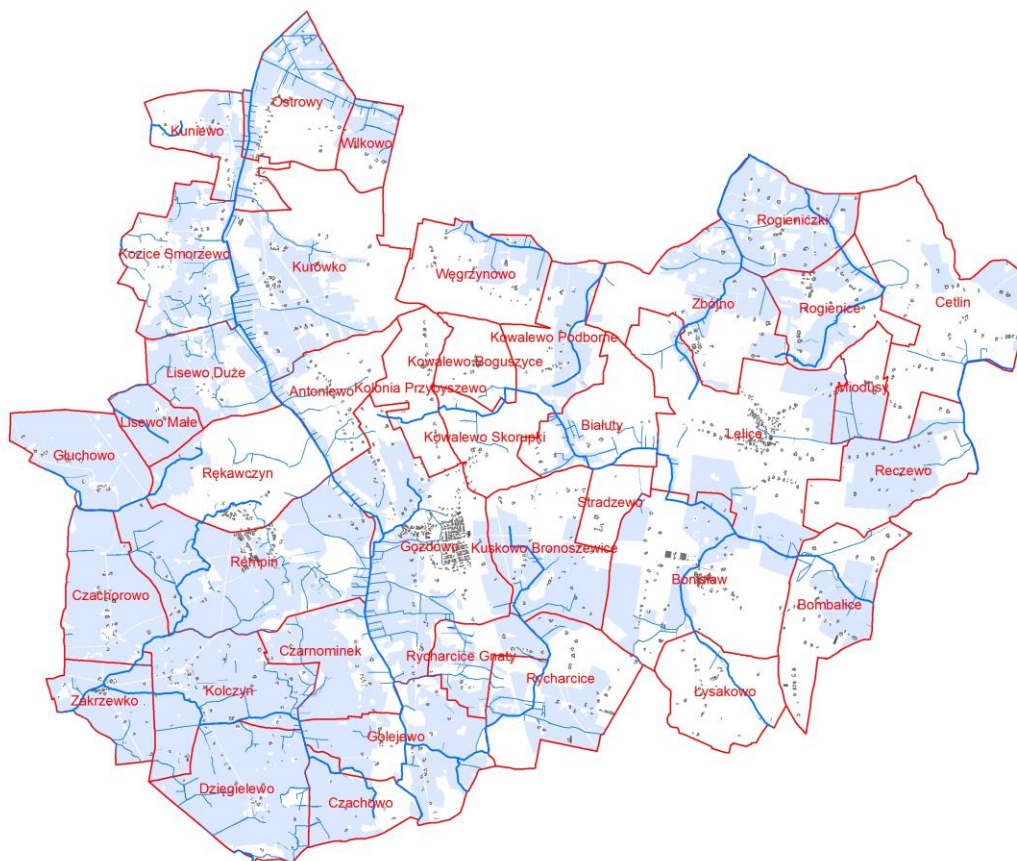 Ostrowy
Kuniewo
Wilkowo
Rogieniczki
Kozice Smorzewo
Kurówko
Węgrzynowo
Zbójno
Rogienice
Cetlin
Kowalewo Podborne
Lisewo Duże
Kowalewo Boguszyce
Antoniewo
Kolonia Przybyszewo
Miodusy
Lisewo Małe
Białuty
Lelice
Kowalewo Skorupki
Głuchowo
Rękawczyn
Reczewo
Stradzewo
Gozdowo
Kuskowo Bronoszewice
Rempin
Bonisław
Czachorowo
Bombalice
Czarnominek
Rycharcice Gnaty
Rycharcice
Kolczyn
Zakrzewko
Łysakowo
Golejewo
Dzięgielewo
Czachowo